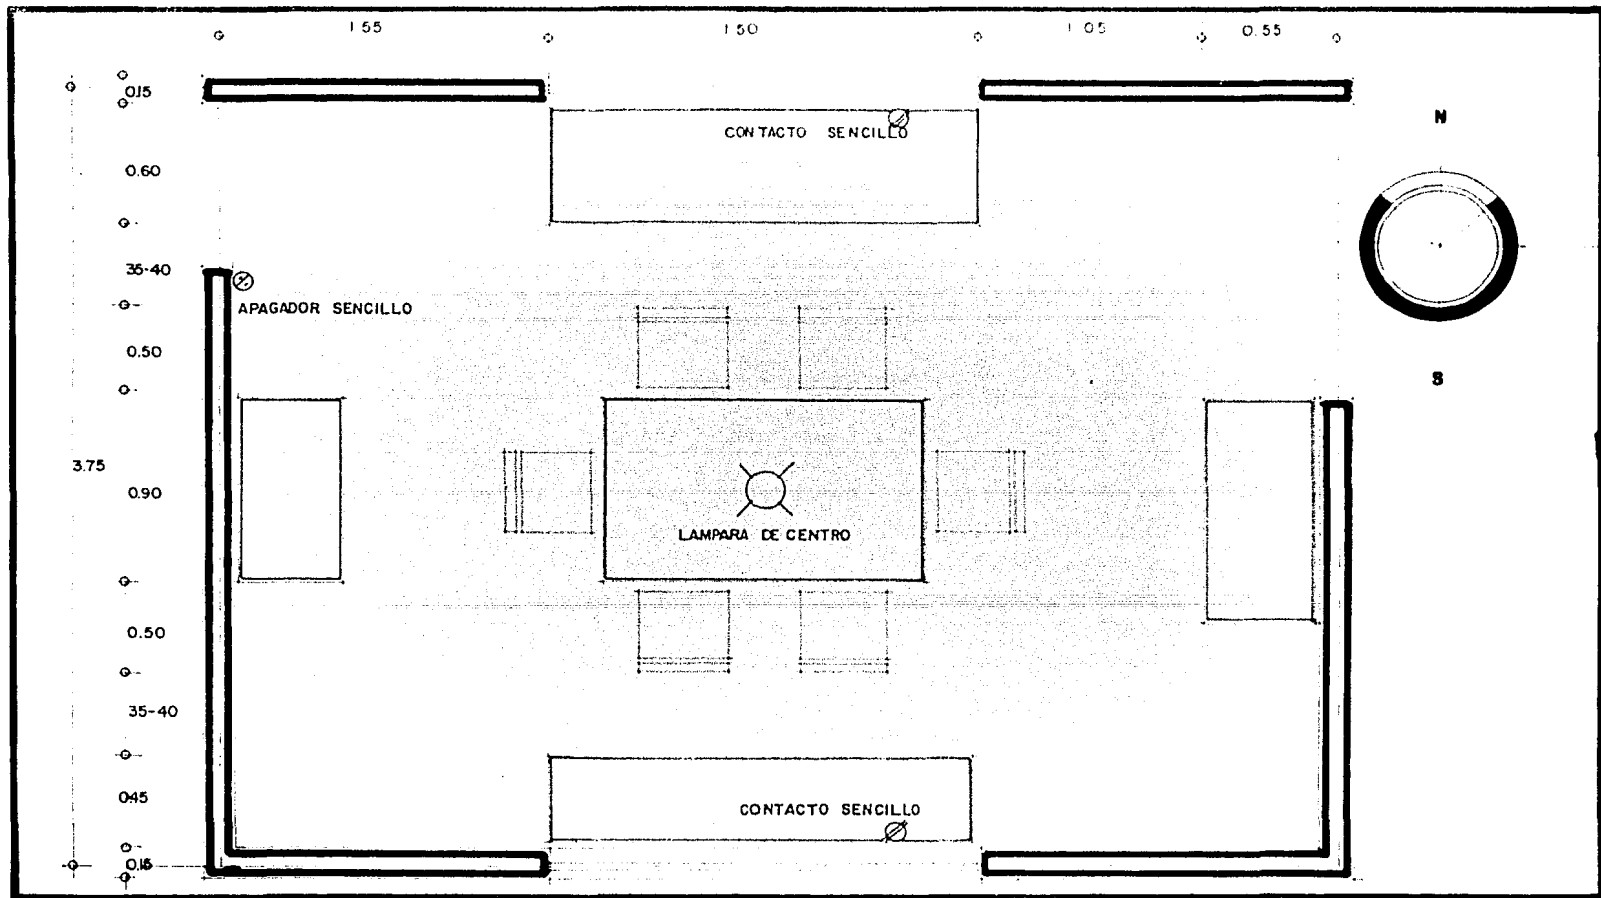 1.55 1.50 1.05 0.55
0.15
CONTACTO SENCILLO
N
0.60
35-40
APAGADOR SENCILLO
0.50
S
3.75
0.90
LAMPARA DE CENTRO
0.50
35-40
0.45
CONTACTO SENCILLO
0.15